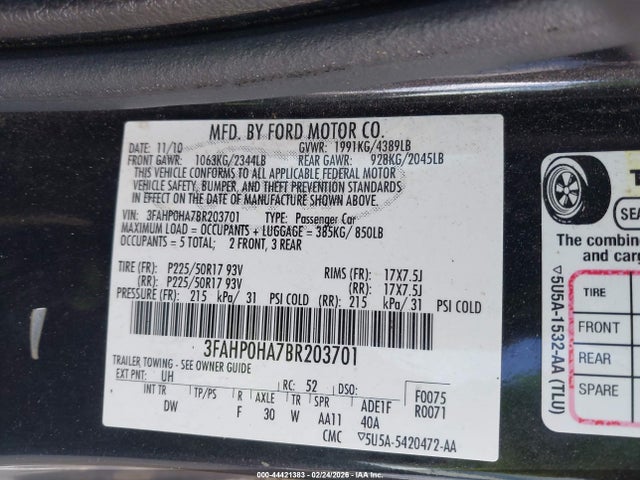 MFD. BY FORD MOTOR CO.
DATE: 11/10 GVWR: 1991KG/4389LB
FRONT GAWR: 1063KG/2344LB REAR GAWR: 928KG/2045LB
THIS VEHICLE CONFORMS TO ALL APPLICABLE FEDERAL MOTOR
VEHICLE SAFETY, BUMPER, AND THEFT PREVENTION STANDARDS
IN EFFECT ON THE DATE OF MANUFACTURE SHOWN ABOVE.
VIN: 3FAHP0HA7BR203701 TYPE: Passenger Car
MAXIMUM LOAD = OCCUPANTS + LUGGAGE = 385KG/ 850LB
OCCUPANTS = 5 TOTAL; 2 FRONT, 3 REAR
TIRE (FR): P225/50R17 93V RIMS (FR): 17X7.5J
(RR): P225/50R17 93V (RR): 17X7.5J
PRESSURE (FR): 215 kPa/ 31 PSI COLD (RR): 215 kPa/ 31 PSI COLD
3FAHP0HA7BR203701
TRAILER TOWING - SEE OWNER GUIDE
EXT PNT: UH RC: 52 DSO: F0075
INT TR TP/PS R AXLE TR SPR ADE1F R0071
DW F 30 W AA11 40A
CMC ▽5U5A-5420472-AA
▽5U5A-1532-AA (TLU)
T
SEA
The combin
and carg
TIRE
FRONT
REAR
SPARE
000-44421383 - 02/24/2026 - IAAI.COM